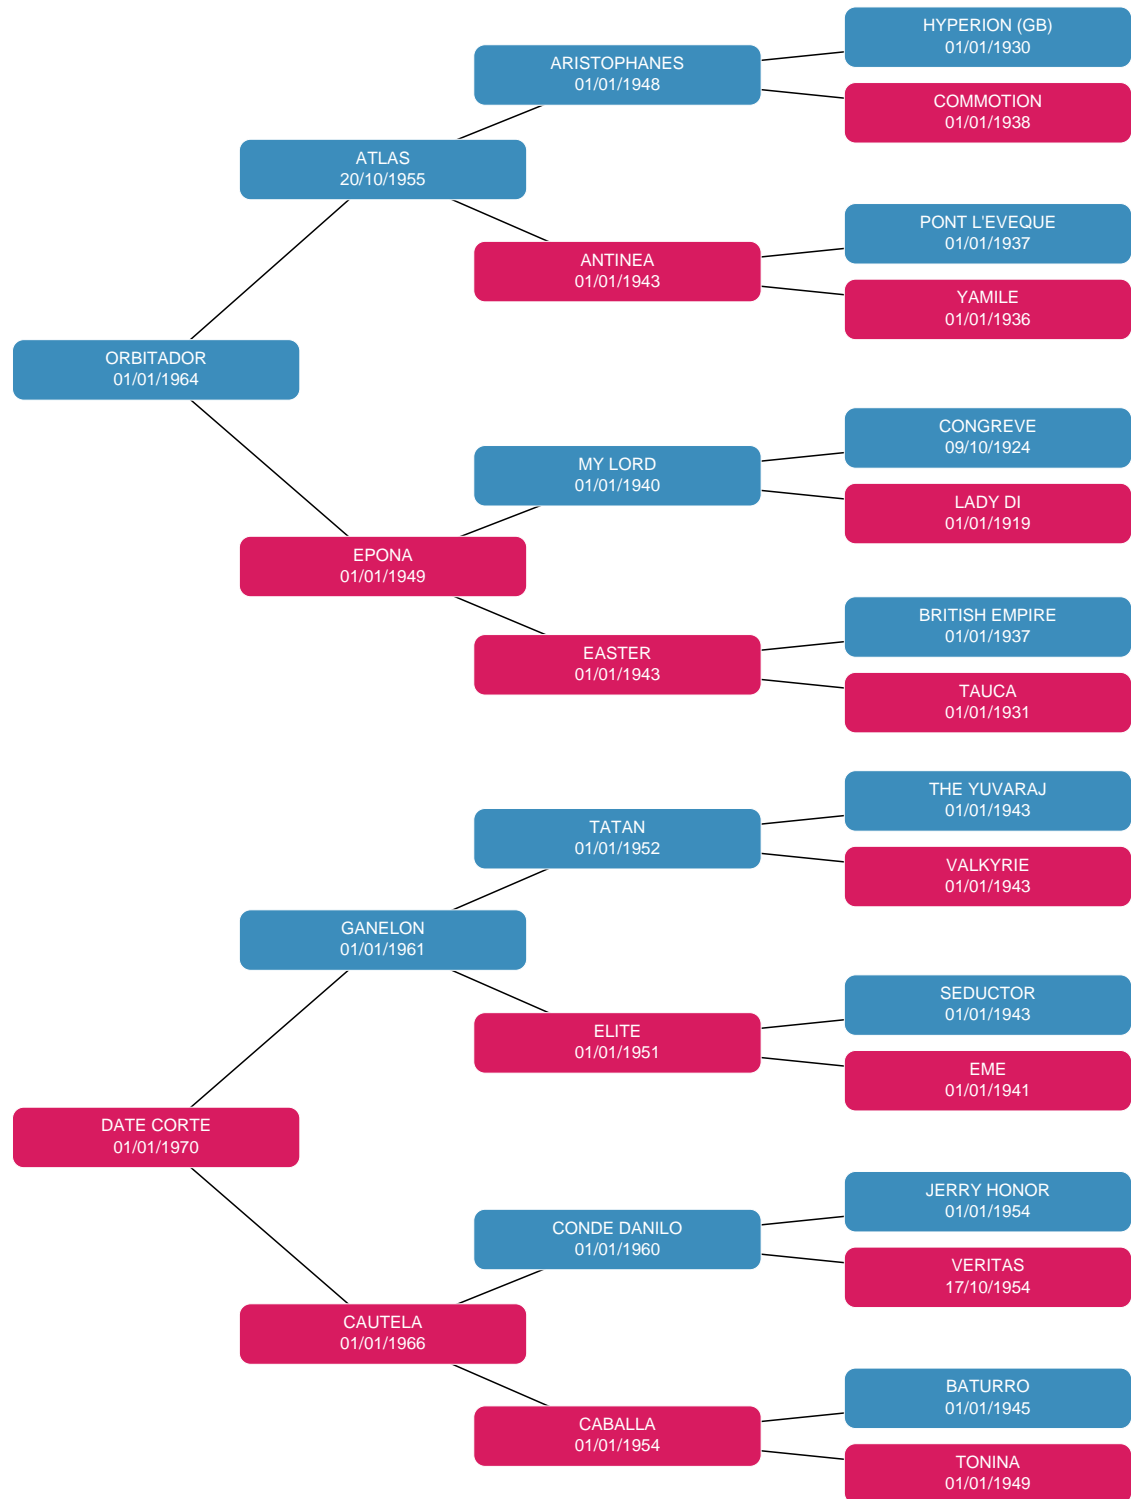 HYPERION (GB)
01/01/1930
ARISTOPHANES
01/01/1948
COMMOTION
01/01/1938
ATLAS
20/10/1955
PONT L'EVEQUE
01/01/1937
ANTINEA
01/01/1943
YAMILE
01/01/1936
ORBITADOR
01/01/1964
CONGREVE
09/10/1924
MY LORD
01/01/1940
LADY DI
01/01/1919
EPONA
01/01/1949
BRITISH EMPIRE
01/01/1937
EASTER
01/01/1943
TAUCA
01/01/1931
THE YUVARAJ
01/01/1943
TATAN
01/01/1952
VALKYRIE
01/01/1943
GANELON
01/01/1961
SEDUCTOR
01/01/1943
ELITE
01/01/1951
EME
01/01/1941
DATE CORTE
01/01/1970
JERRY HONOR
01/01/1954
CONDE DANILO
01/01/1960
VERITAS
17/10/1954
CAUTELA
01/01/1966
BATURRO
01/01/1945
CABALLA
01/01/1954
TONINA
01/01/1949